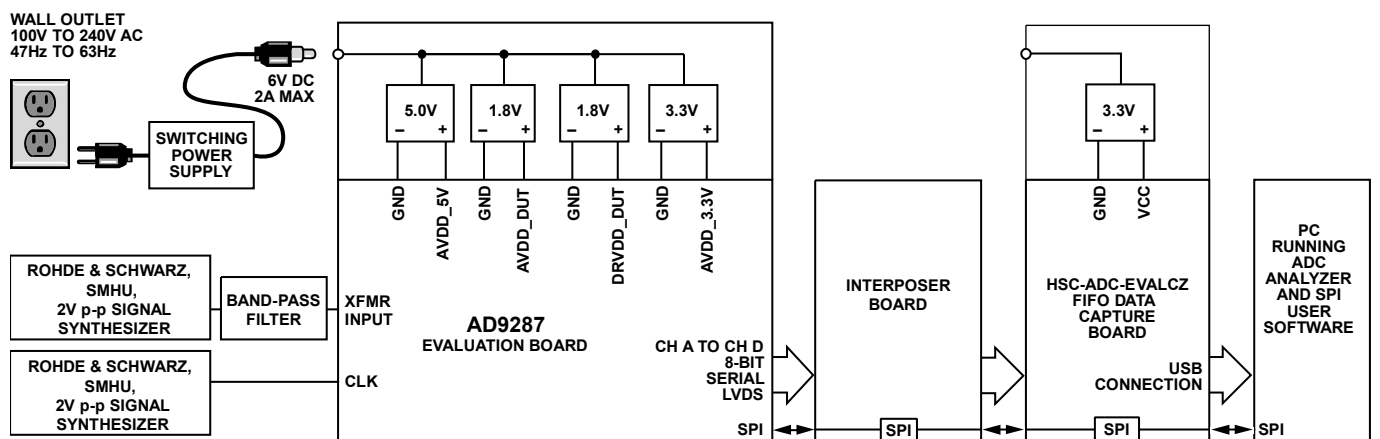 WALL OUTLET
100V TO 240V AC
47Hz TO 63Hz
6V DC
2A MAX
SWITCHING
POWER
SUPPLY
5.0V
– +
1.8V
– +
1.8V
– +
3.3V
– +
GND
AVDD_5V
GND
AVDD_DUT
GND
DRVDD_DUT
GND
AVDD_3.3V
3.3V
– +
GND
VCC
ROHDE & SCHWARZ,
SMHU,
2V p-p SIGNAL
SYNTHESIZER
BAND-PASS
FILTER
XFMR
INPUT
ROHDE & SCHWARZ,
SMHU,
2V p-p SIGNAL
SYNTHESIZER
CLK
AD9287
EVALUATION BOARD
CH A TO CH D
8-BIT
SERIAL
LVDS
SPI
INTERPOSER
BOARD
SPI
HSC-ADC-EVALCZ
FIFO DATA
CAPTURE
BOARD
USB
CONNECTION
SPI
PC
RUNNING
ADC
ANALYZER
AND SPI
USER
SOFTWARE
SPI